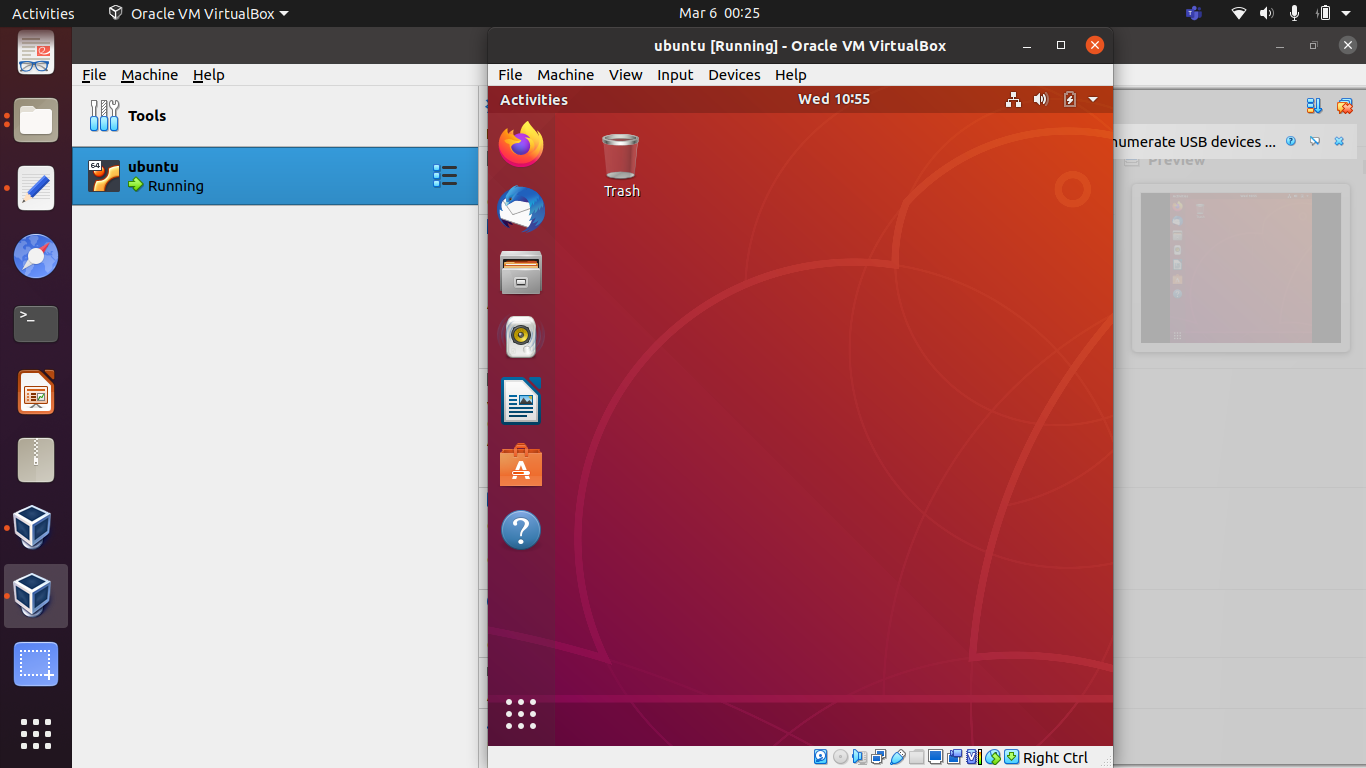 Activities
Oracle VM VirtualBox
Mar 6 00:25
ubuntu [Running] - Oracle VM VirtualBox
File Machine Help
File Machine View Input Devices Help
Tools
64
ubuntu
Running
Activities
Wed 10:55
Trash
numerate USB devices ...
Preview
>_
A
?
Right Ctrl